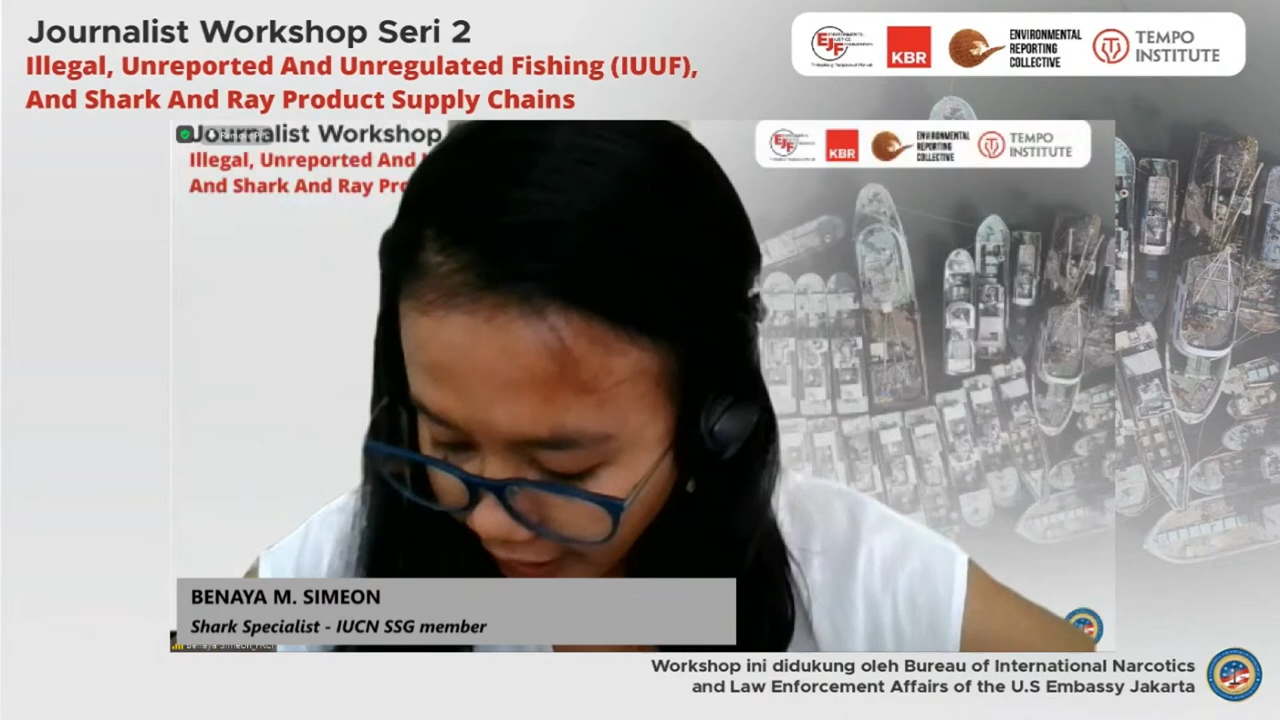 Journalist Workshop Seri 2
Illegal, Unreported And Unregulated Fishing (IUUF),
And Shark And Ray Product Supply Chains
EJF
KBR
ENVIRONMENTAL
REPORTING
COLLECTIVE
TEMPO
INSTITUTE
Journalist Workshop
Illegal, Unreported And
And Shark And Ray Pro
EJF
KBR
ENVIRONMENTAL
REPORTING
COLLECTIVE
TEMPO
INSTITUTE
BENAYA M. SIMEON
Shark Specialist - IUCN SSG member
Workshop ini didukung oleh Bureau of International Narcotics
and Law Enforcement Affairs of the U.S Embassy Jakarta